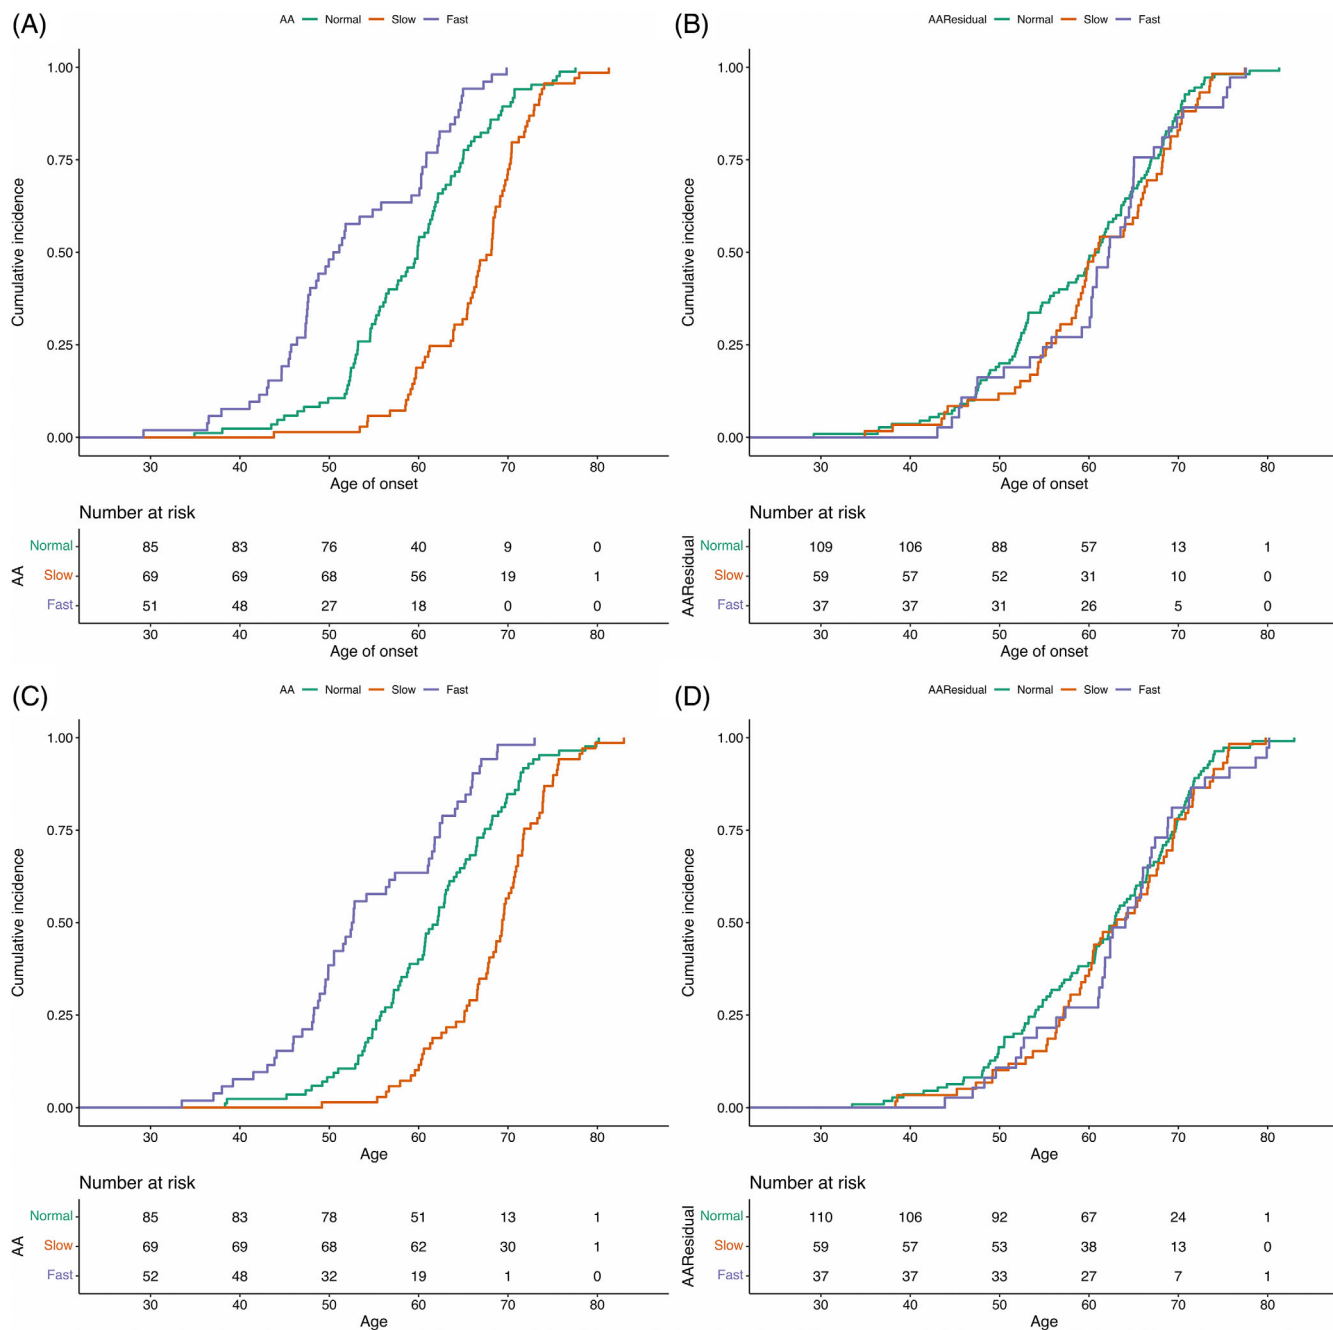 (A)
AA Normal Slow Fast
1.00
0.75
0.50
0.25
0.00
Cumulative incidence
30 40 50 60 70 80
Age of onset
Number at risk
AA
Normal 85 83 76 40 9 0
Slow 69 69 68 56 19 1
Fast 51 48 27 18 0 0
30 40 50 60 70 80
Age of onset
(B)
AAResidual Normal Slow Fast
1.00
0.75
0.50
0.25
0.00
Cumulative incidence
30 40 50 60 70 80
Age of onset
Number at risk
AAResidual
Normal 109 106 88 57 13 1
Slow 59 57 52 31 10 0
Fast 37 37 31 26 5 0
30 40 50 60 70 80
Age of onset
(C)
AA Normal Slow Fast
1.00
0.75
0.50
0.25
0.00
Cumulative incidence
30 40 50 60 70 80
Age
Number at risk
AA
Normal 85 83 78 51 13 1
Slow 69 69 68 62 30 1
Fast 52 48 32 19 1 0
30 40 50 60 70 80
Age
(D)
AAResidual Normal Slow Fast
1.00
0.75
0.50
0.25
0.00
Cumulative incidence
30 40 50 60 70 80
Age
Number at risk
AAResidual
Normal 110 106 92 67 24 1
Slow 59 57 53 38 13 0
Fast 37 37 33 27 7 1
30 40 50 60 70 80
Age